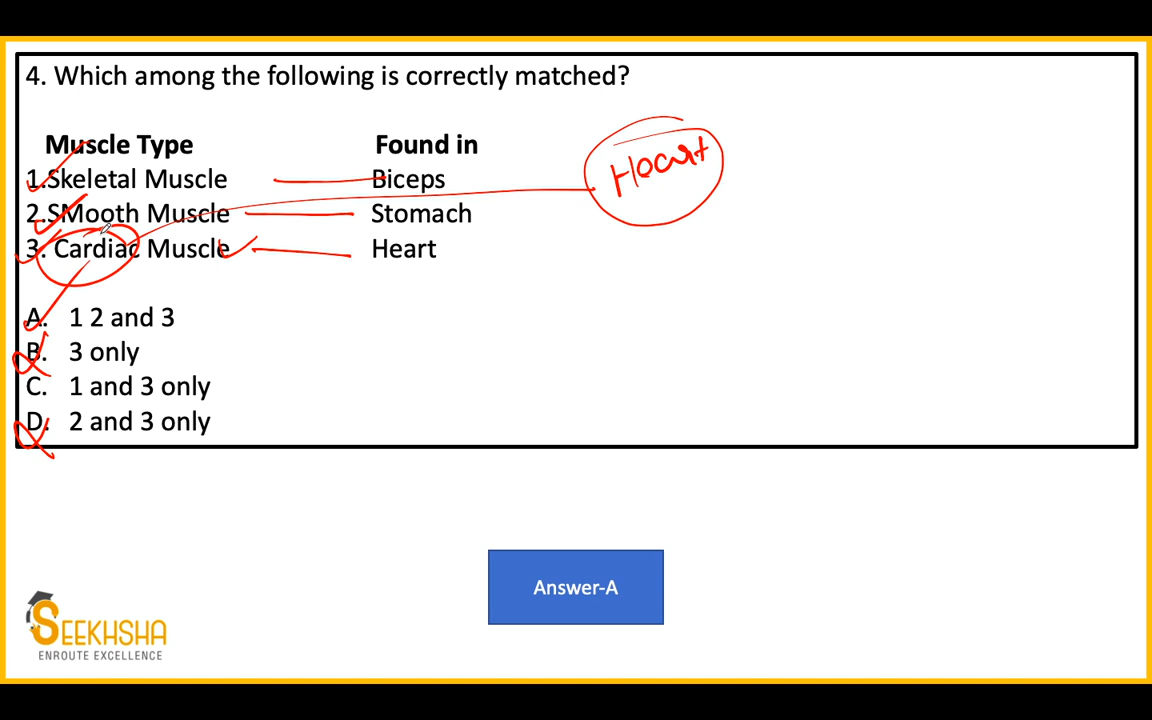 4. Which among the following is correctly matched?
Muscle Type Found in
1.Skeletal Muscle Biceps
2.SMooth Muscle Stomach
3. Cardiac Muscle Heart
Heart
A. 1 2 and 3
B. 3 only
C. 1 and 3 only
D. 2 and 3 only
Answer-A
SEEKHSHA
ENROUTE EXCELLENCE